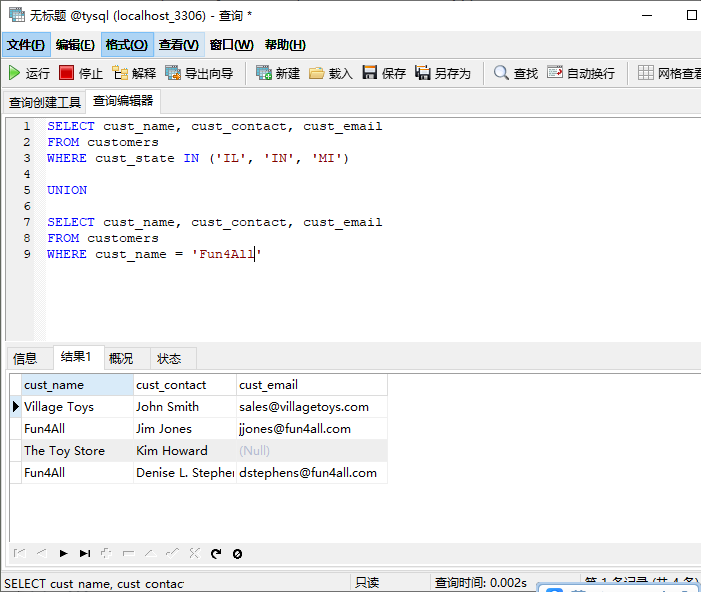 无标题 @tysql (localhost_3306) - 查询 *
文件(F) 编辑(E) 格式(O) 查看(V) 窗口(W) 帮助(H)
运行 停止 解释 导出向导 新建 载入 保存 另存为 查找 自动换行 网格查看
查询创建工具 查询编辑器
1 SELECT cust_name, cust_contact, cust_email
2 FROM customers
3 WHERE cust_state IN ('IL', 'IN', 'MI')
4
5 UNION
6
7 SELECT cust_name, cust_contact, cust_email
8 FROM customers
9 WHERE cust_name = 'Fun4All'
信息 结果1 概况 状态
cust_name cust_contact cust_email
Village Toys John Smith sales@villagetoys.com
Fun4All Jim Jones jjones@fun4all.com
The Toy Store Kim Howard (Null)
Fun4All Denise L. Stephen dstephens@fun4all.com
SELECT cust_name, cust_contac 只读 查询时间: 0.002s 第 1 条记录 (共 4 条)